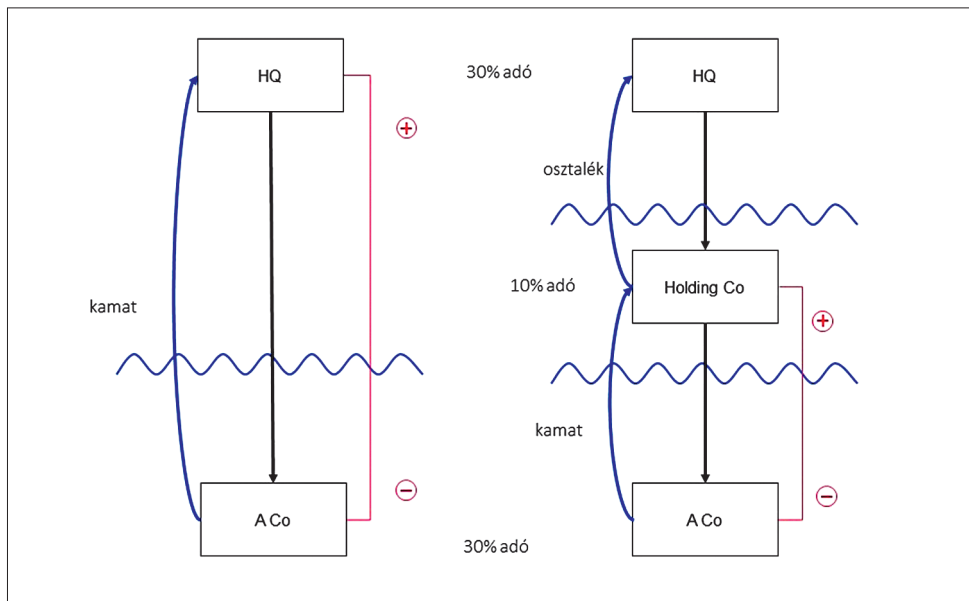 HQ
30% adó
HQ
+
osztalék
10% adó
Holding Co
kamat
+
kamat
−
−
A Co
A Co
30% adó